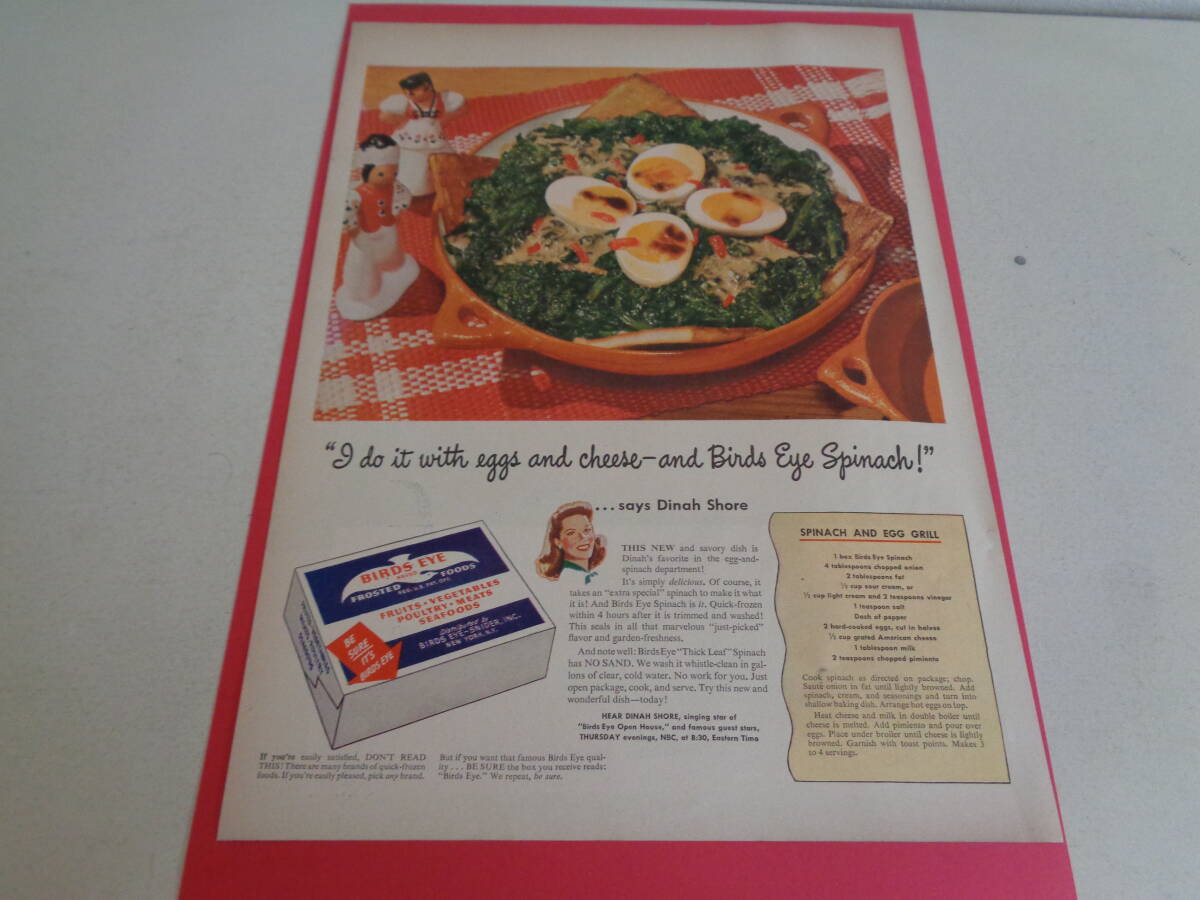 "I do it with eggs and cheese—and Birds Eye Spinach!"
...says Dinah Shore
THIS NEW and savory dish is
Dinah's favorite in the egg-and-
spinach department!
It's simply delicious. Of course, it
takes an "extra special" spinach to make it what
it is! And Birds Eye Spinach is it. Quick-frozen
within 4 hours after it is trimmed and washed!
This seals in all that marvelous "just-picked"
flavor and garden-freshness.
And note well: Birds Eye "Thick Leaf" Spinach
has NO SAND. We wash it whistle-clean in gal-
lons of clear, cold water. No work for you. Just
open package, cook, and serve. Try this new and
wonderful dish—today!
HEAR DINAH SHORE, singing star of
"Birds Eye Open House," and famous guest stars,
THURSDAY evenings, NBC, at 8:30, Eastern Time
BIRDS EYE
BRAND
FROSTED FOODS
REG. U.S. PAT. OFF.
FRUITS • VEGETABLES
POULTRY • MEATS
SEAFOODS
Distributed by
BIRDS EYE-SNIDER, INC.
NEW YORK, N.Y.
BE
SURE
IT'S
BIRDS EYE
If you're easily satisfied, DON'T READ
THIS! There are many brands of quick-frozen
foods. If you're easily pleased, pick any brand.
But if you want that famous Birds Eye qual-
ity . . . BE SURE the box you receive reads:
"Birds Eye." We repeat, be sure.
SPINACH AND EGG GRILL
1 box Birds Eye Spinach
4 tablespoons chopped onion
2 tablespoons fat
½ cup sour cream, or
½ cup light cream and 2 teaspoons vinegar
1 teaspoon salt
Dash of pepper
2 hard-cooked eggs, cut in halves
½ cup grated American cheese
1 tablespoon milk
2 teaspoons chopped pimiento
Cook spinach as directed on package; chop.
Sauté onion in fat until lightly browned. Add
spinach, cream, and seasonings and turn into
shallow baking dish. Arrange hot eggs on top.
Heat cheese and milk in double boiler until
cheese is melted. Add pimiento and pour over
eggs. Place under broiler until cheese is lightly
browned. Garnish with toast points. Makes 3
to 4 servings.